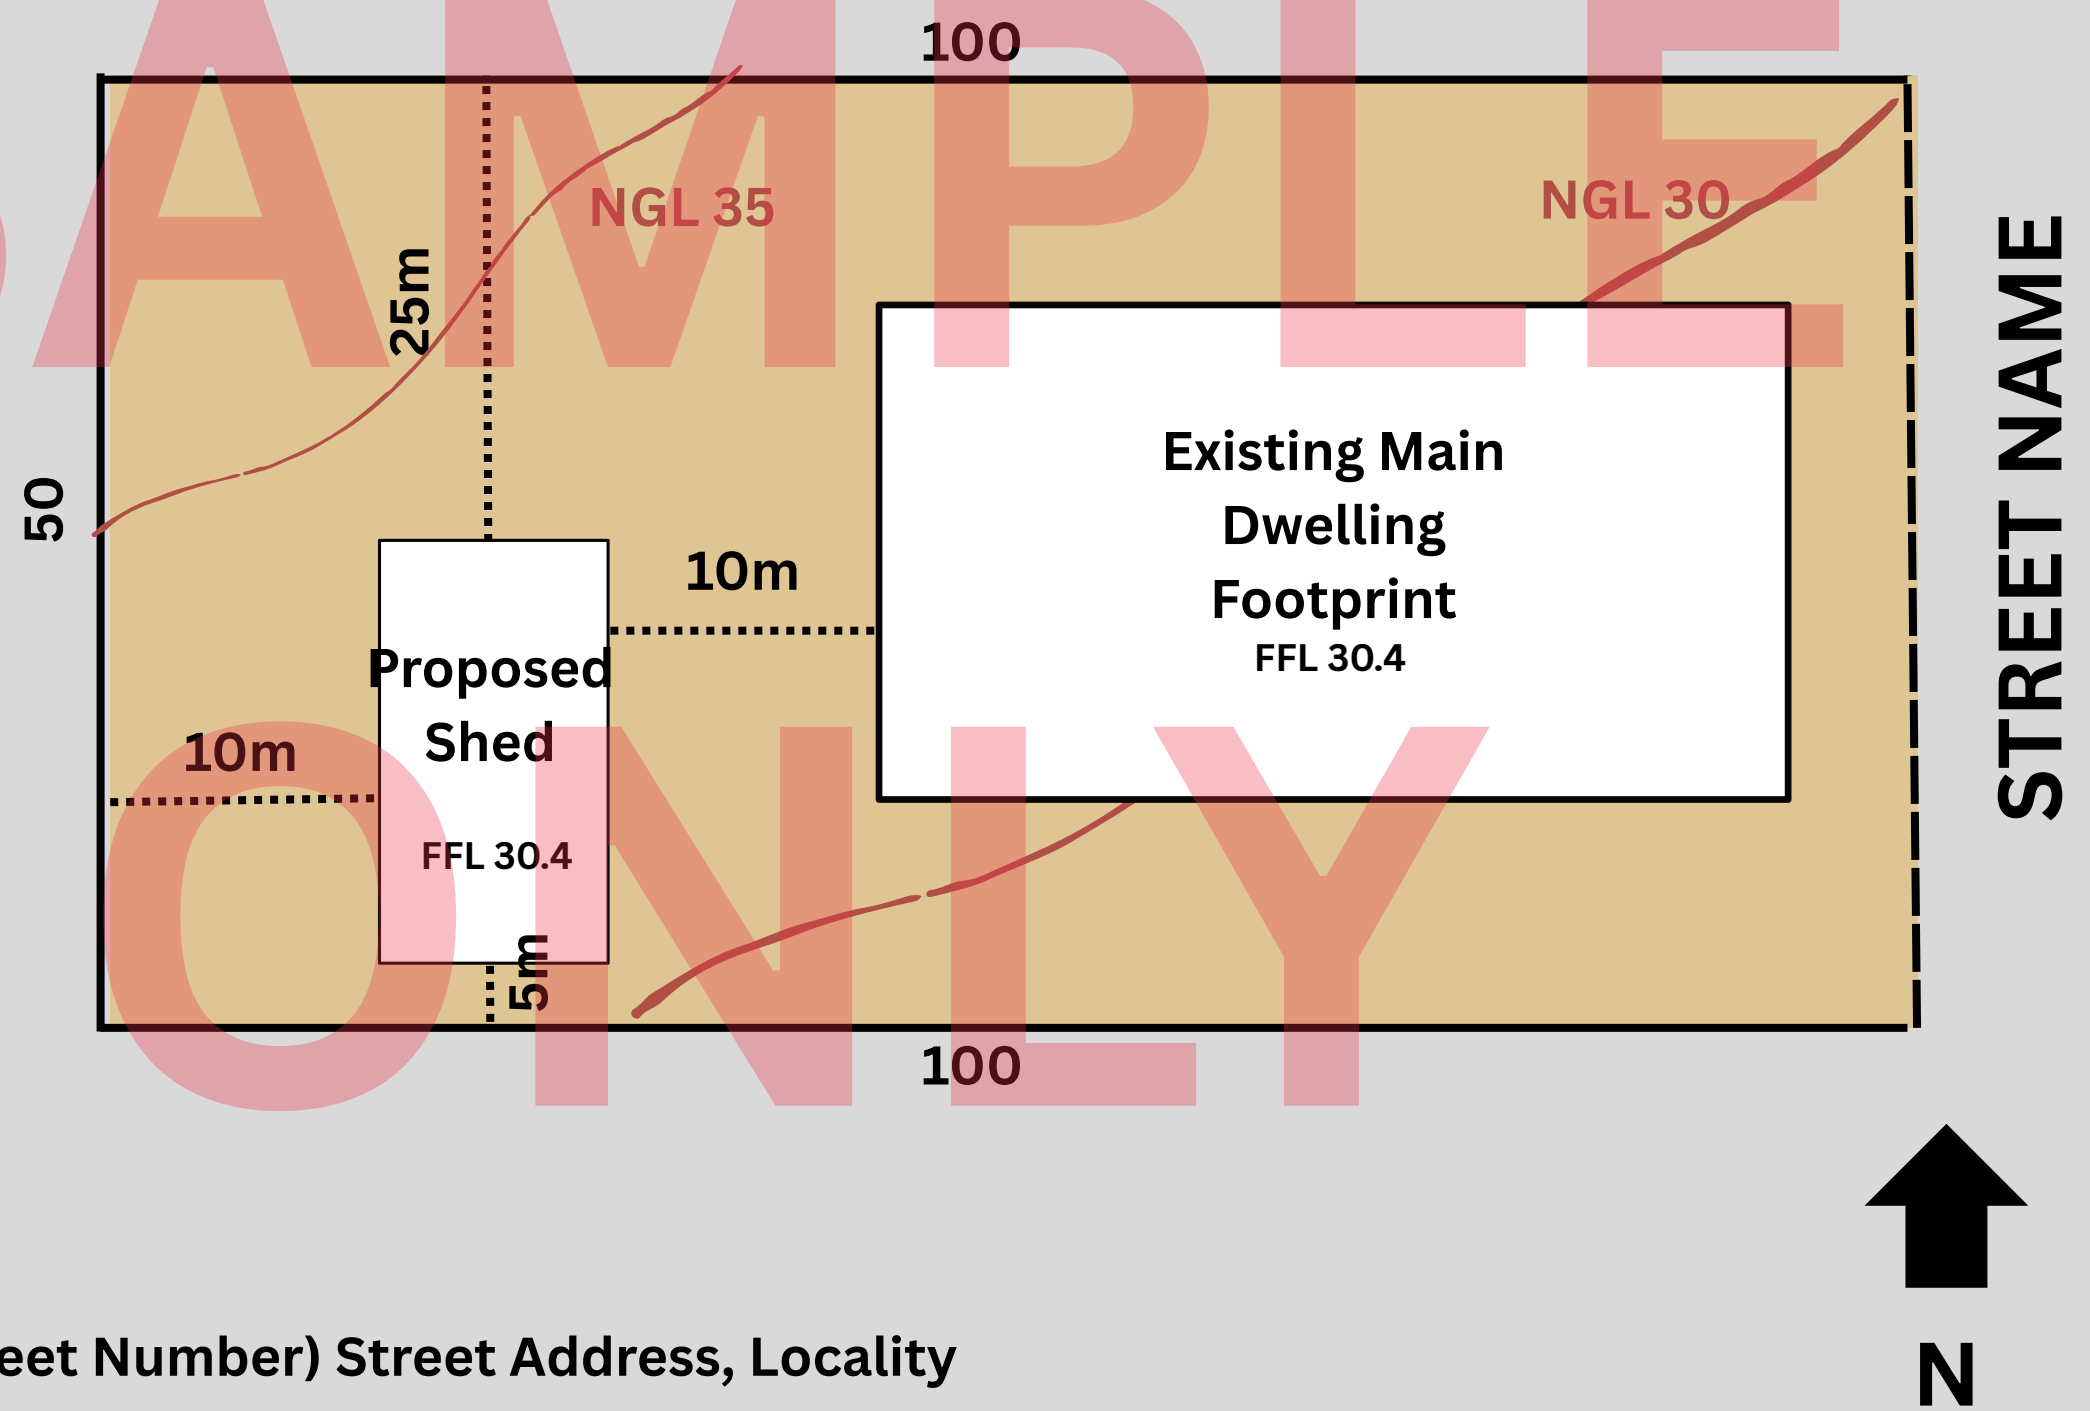 100
AMPLE
NGL 35
NGL 30
25m
STREET NAME
50
Existing Main
Dwelling
Footprint
FFL 30.4
10m
Proposed
Shed
10m
FFL 30.4
5m
ONLY
100
eet Number) Street Address, Locality
N